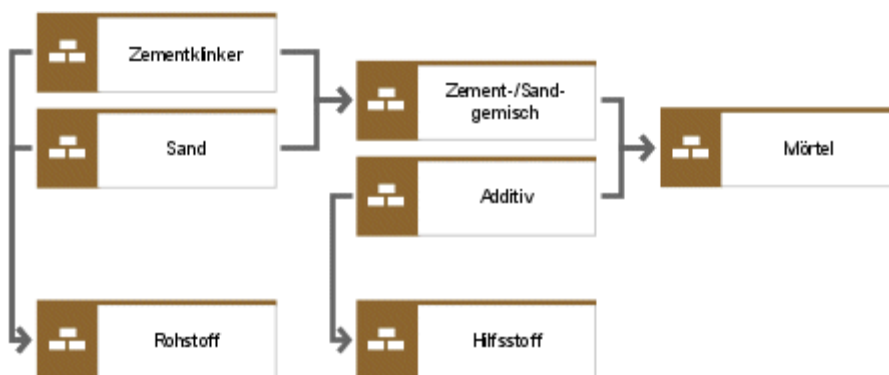 Zementklinker
Zement-/Sand-
gemisch
Sand
Mörtel
Additiv
Rohstoff
Hilfsstoff